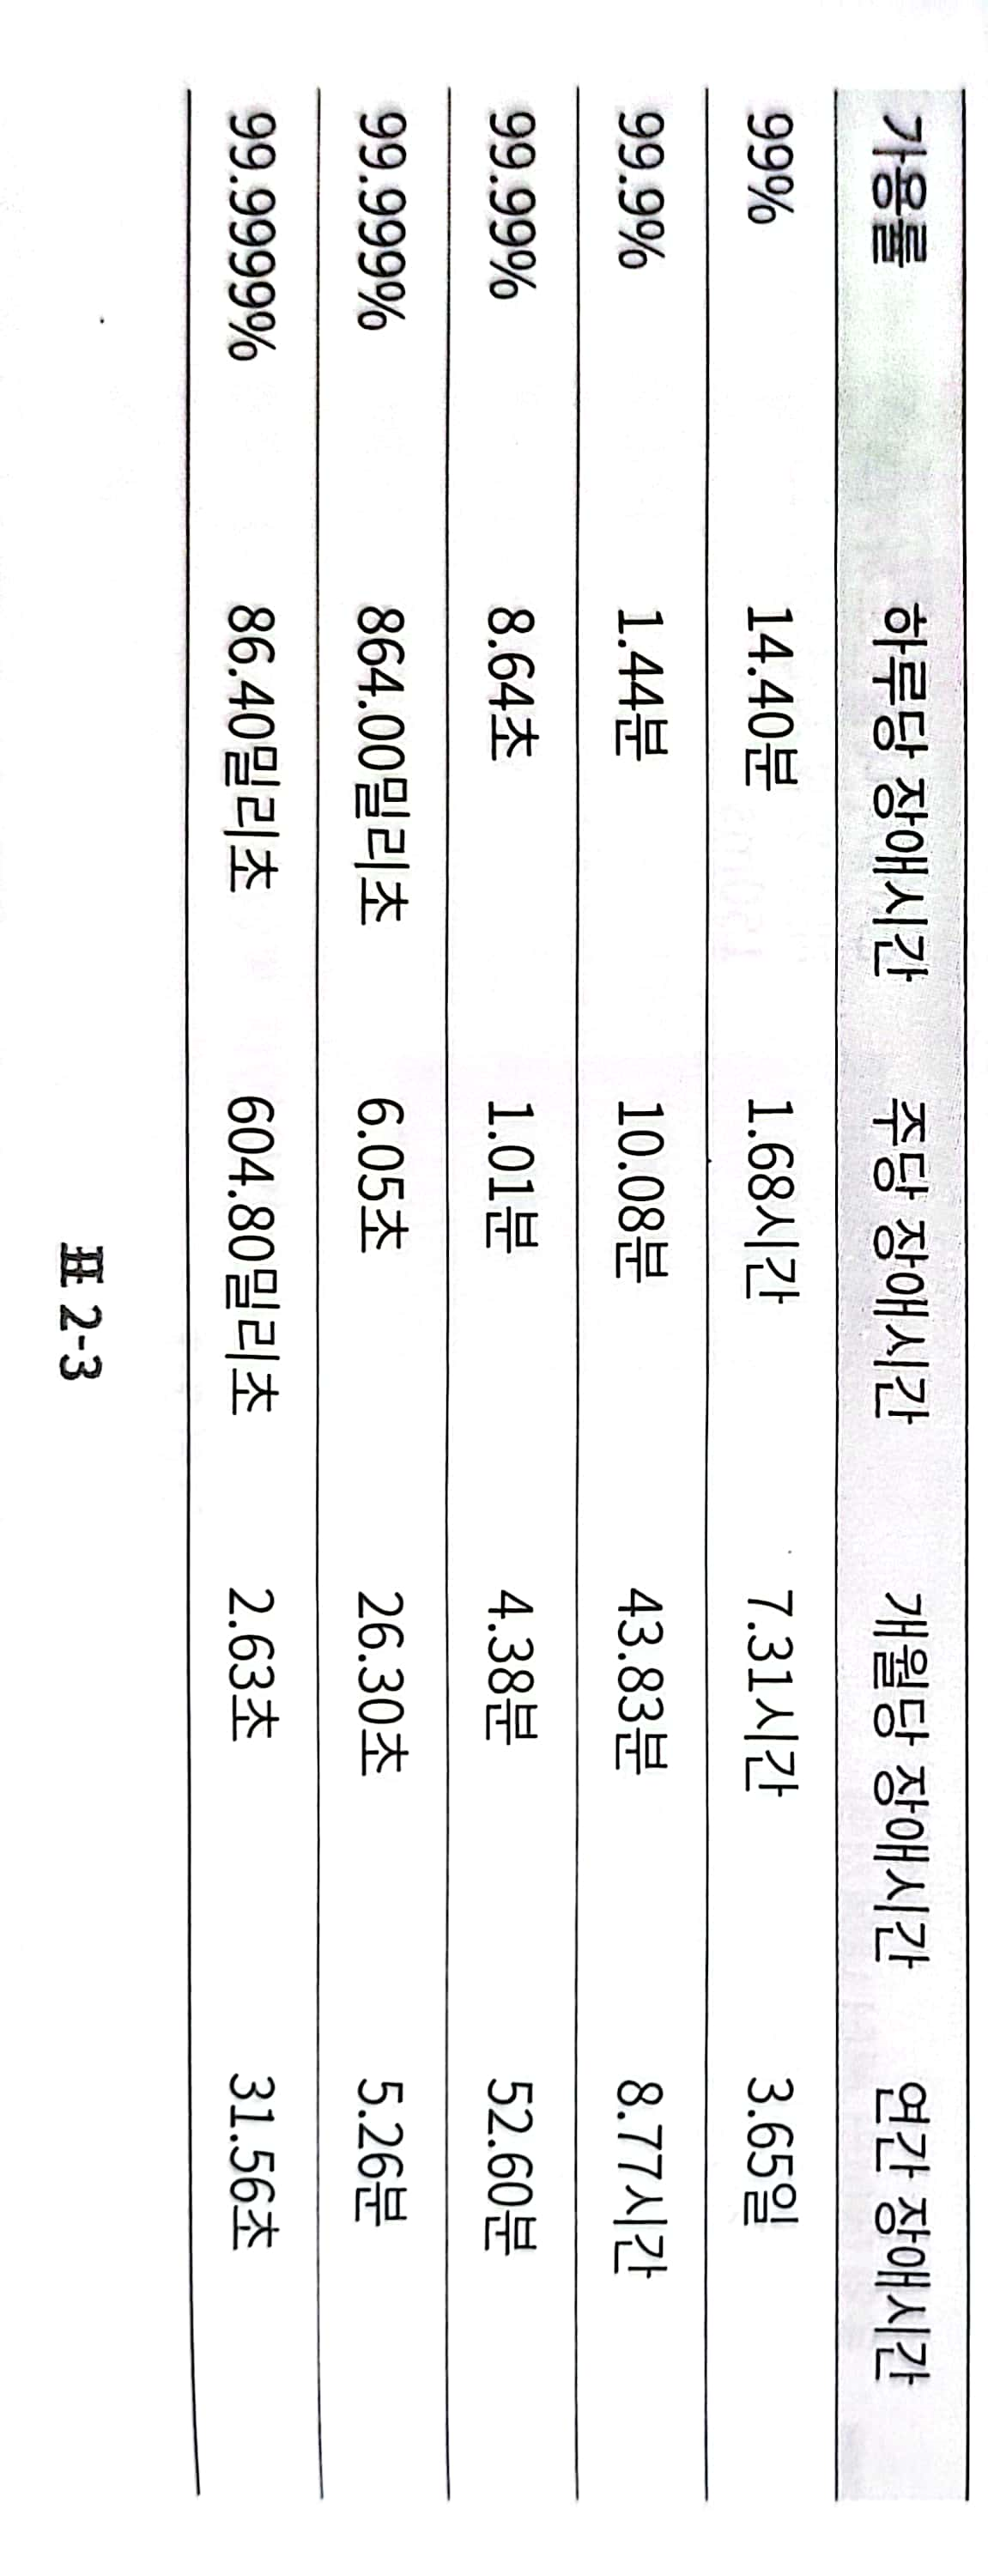 가용률 하루당 장애시간 주당 장애시간 개월당 장애시간 연간 장애시간
99% 14.40분 1.68시간 7.31시간 3.65일
99.9% 1.44분 10.08분 43.83분 8.77시간
99.99% 8.64초 1.01분 4.38분 52.60분
99.999% 864.00밀리초 6.05초 26.30초 5.26분
99.9999% 86.40밀리초 604.80밀리초 2.63초 31.56초
표 2-3